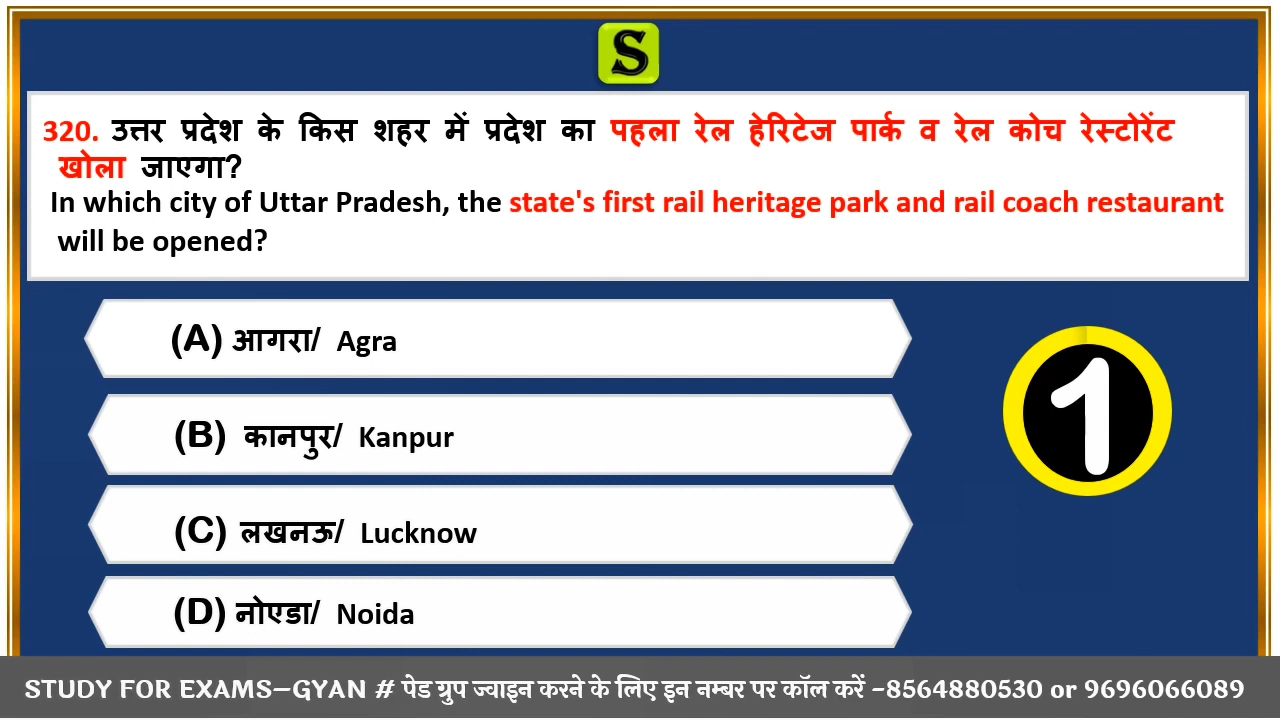 S
320. उत्तर प्रदेश के किस शहर में प्रदेश का पहला रेल हेरिटेज पार्क व रेल कोच रेस्टोरेंट
खोला जाएगा?
In which city of Uttar Pradesh, the state's first rail heritage park and rail coach restaurant
will be opened?
(A) आगरा/ Agra
1
(B) कानपुर/ Kanpur
(C) लखनऊ/ Lucknow
(D) नोएडा/ Noida
STUDY FOR EXAMS–GYAN # पेड ग्रुप ज्वाइन करने के लिए इन नम्बर पर कॉल करें -8564880530 or 9696066089